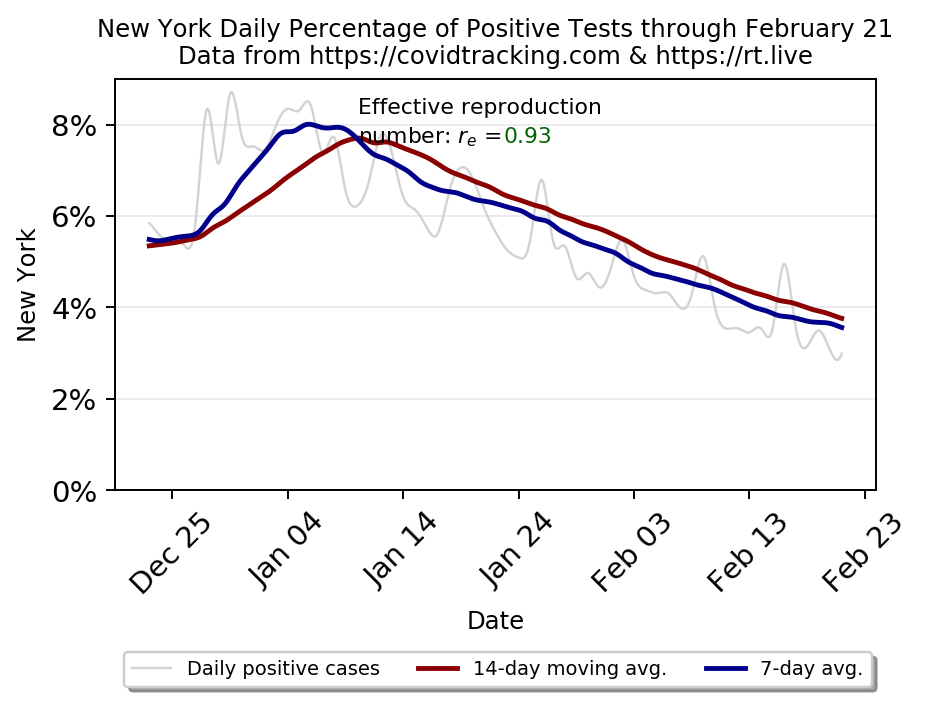 New York Daily Percentage of Positive Tests through February 21
Data from https://covidtracking.com & https://rt.live
Effective reproduction
number: rₑ =0.93
8%
6%
4%
2%
0%
New York
Dec 25
Jan 04
Jan 14
Jan 24
Feb 03
Feb 13
Feb 23
Date
Daily positive cases
14-day moving avg.
7-day avg.